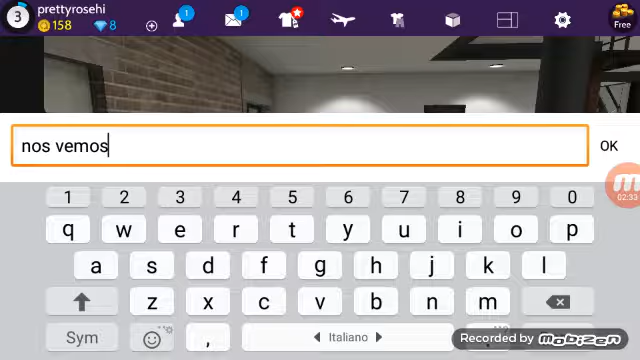 3 prettyrosehi
158 8 1 1 Free
nos vemos OK
02:33
1 2 3 4 5 6 7 8 9 0
q w e r t y u i o p
a s d f g h j k l
z x c v b n m
Sym , Italiano
Recorded by MOBIZEN